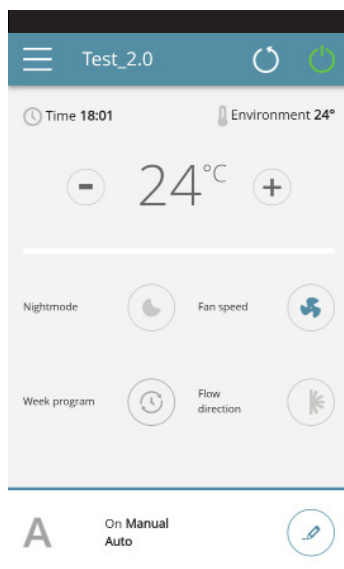 Test_2.0
Time 18:01 Environment 24°
24°C
Nightmode Fan speed
Week program Flow
direction
A On Manual
Auto